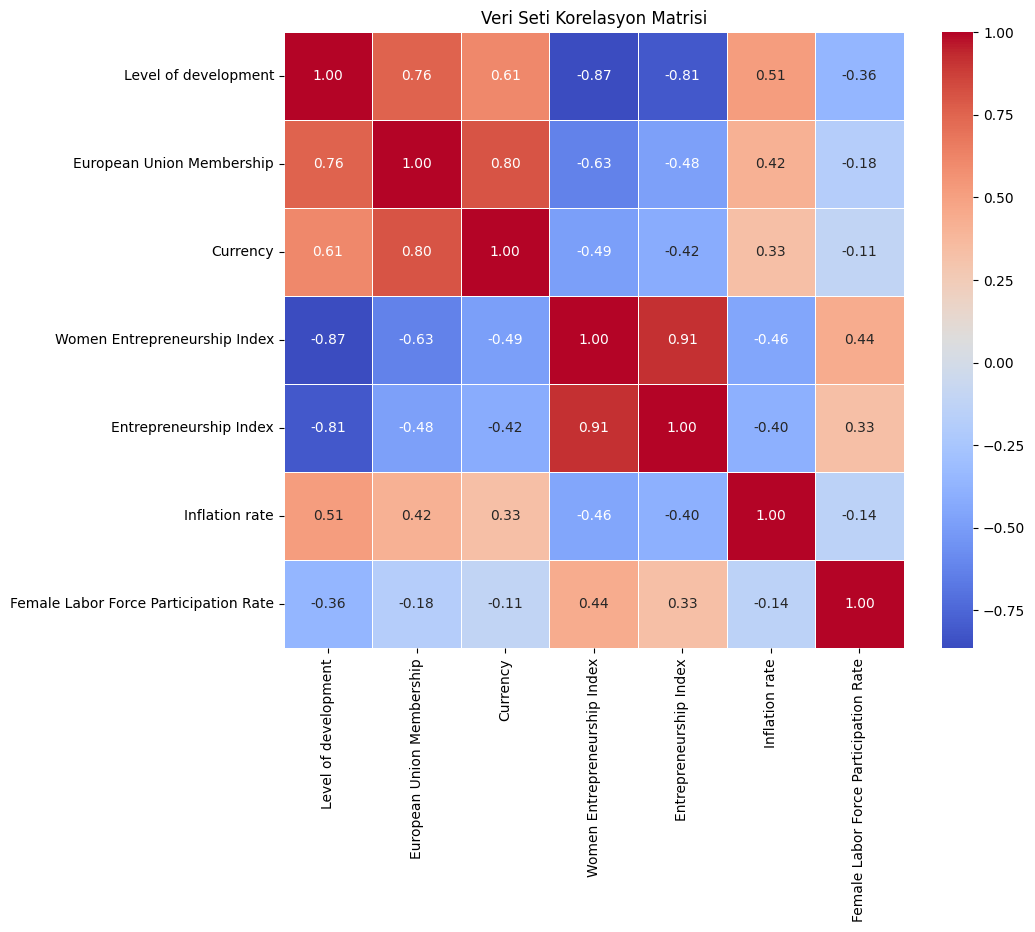 Veri Seti Korelasyon Matrisi
Level of development 1.00 0.76 0.61 -0.87 -0.81 0.51 -0.36
European Union Membership 0.76 1.00 0.80 -0.63 -0.48 0.42 -0.18
Currency 0.61 0.80 1.00 -0.49 -0.42 0.33 -0.11
Women Entrepreneurship Index -0.87 -0.63 -0.49 1.00 0.91 -0.46 0.44
Entrepreneurship Index -0.81 -0.48 -0.42 0.91 1.00 -0.40 0.33
Inflation rate 0.51 0.42 0.33 -0.46 -0.40 1.00 -0.14
Female Labor Force Participation Rate -0.36 -0.18 -0.11 0.44 0.33 -0.14 1.00
Level of development
European Union Membership
Currency
Women Entrepreneurship Index
Entrepreneurship Index
Inflation rate
Female Labor Force Participation Rate
1.00
0.75
0.50
0.25
0.00
−0.25
−0.50
−0.75